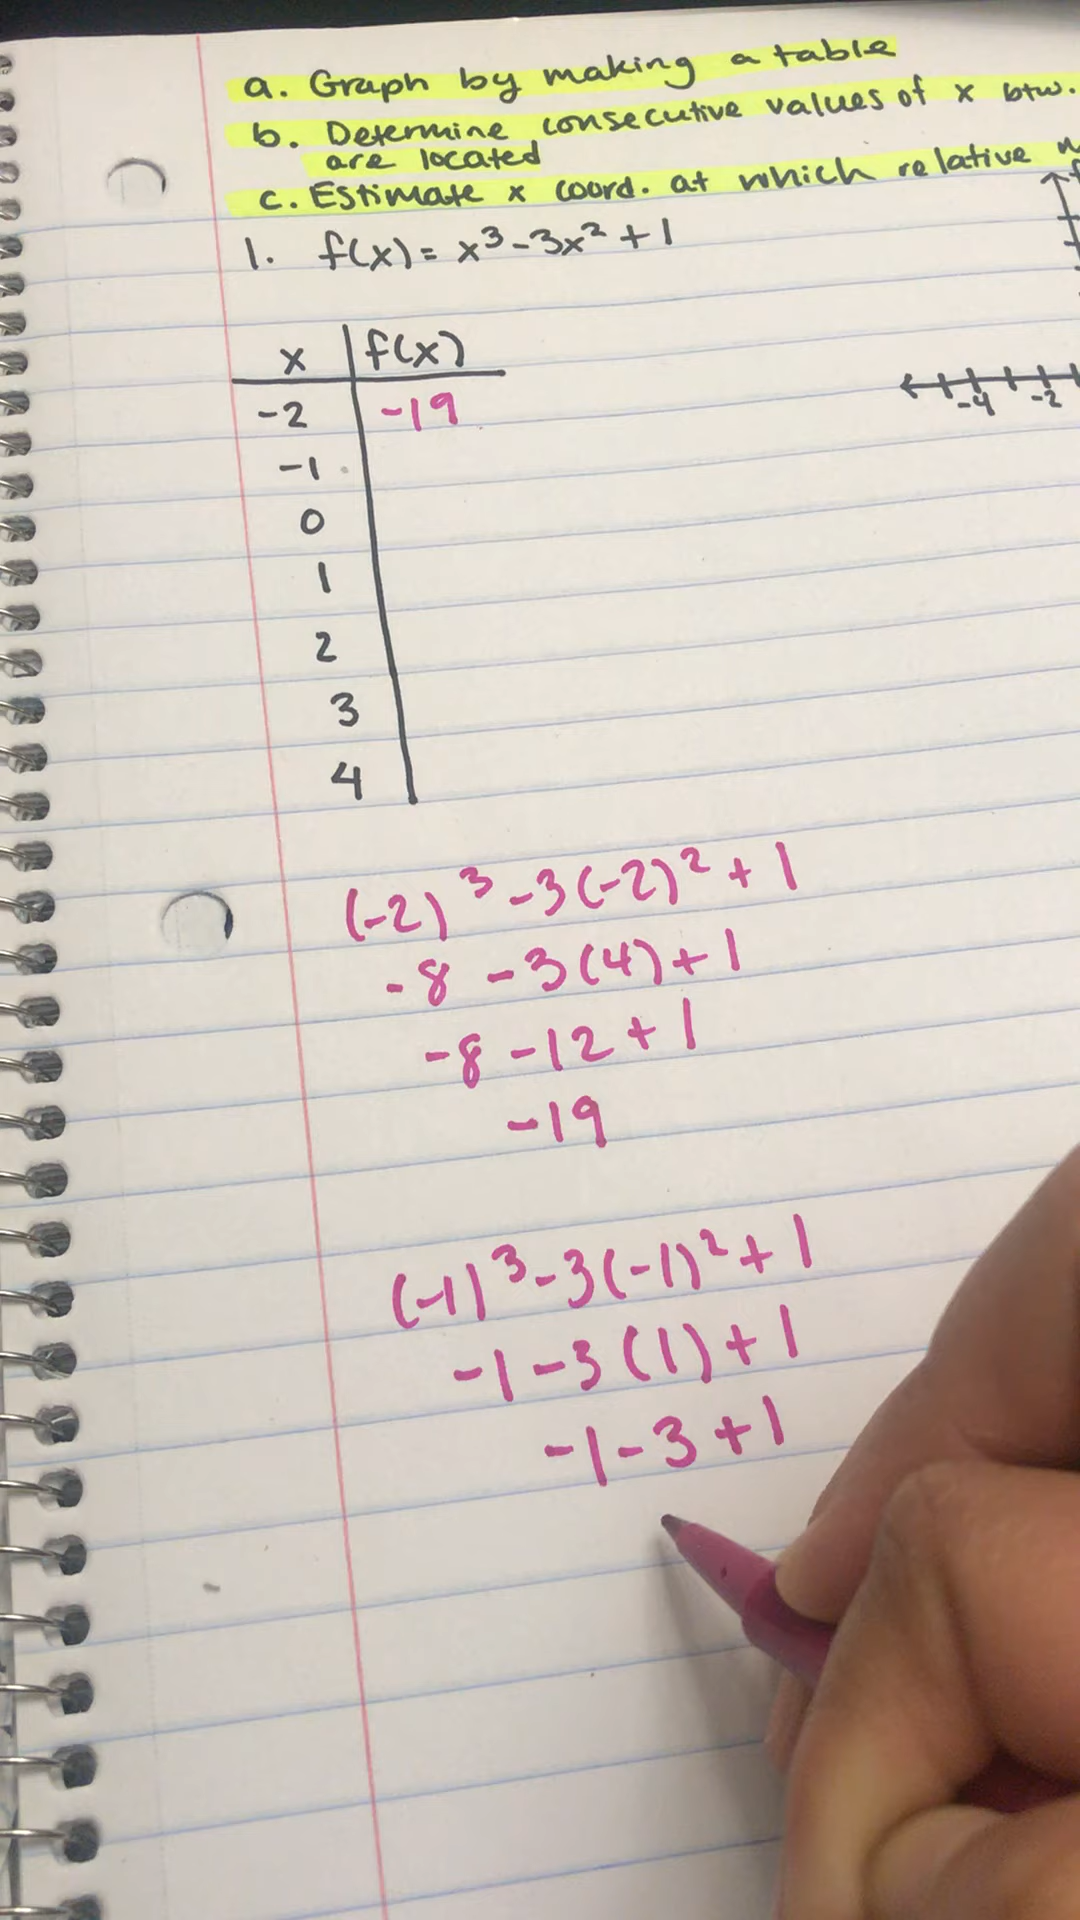 a. Graph by making a table
b. Determine consecutive values of x btw.
are located
c. Estimate x coord. at which relative
1. f(x) = x³ - 3x² + 1
x f(x)
-2 -19
-1
0
1
2
3
4
-4 -2
(-2)³ - 3(-2)² + 1
-8 - 3(4) + 1
-8 - 12 + 1
-19
(-1)³ - 3(-1)² + 1
-1 - 3(1) + 1
-1 - 3 + 1